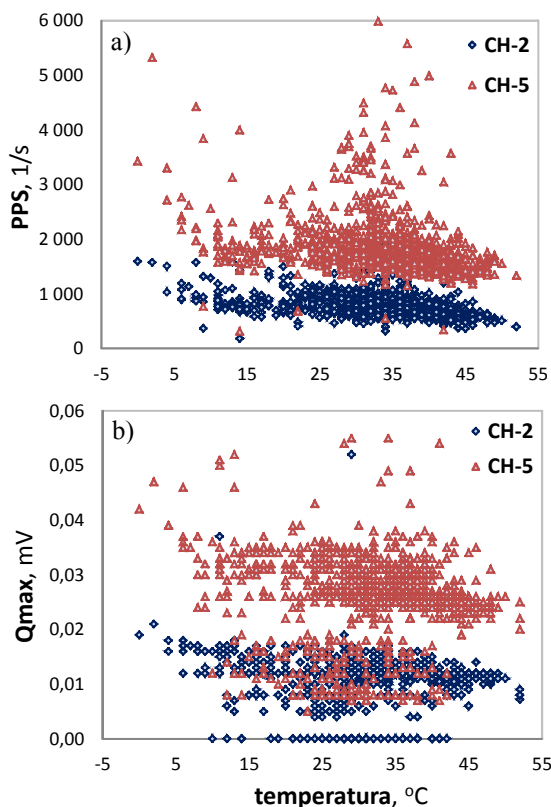 a)
CH-2
CH-5
PPS, 1/s
6 000
5 000
4 000
3 000
2 000
1 000
0
-5 5 15 25 35 45 55
b)
CH-2
CH-5
Qmax, mV
0,06
0,05
0,04
0,03
0,02
0,01
0,00
-5 5 15 25 35 45 55
temperatura, °C